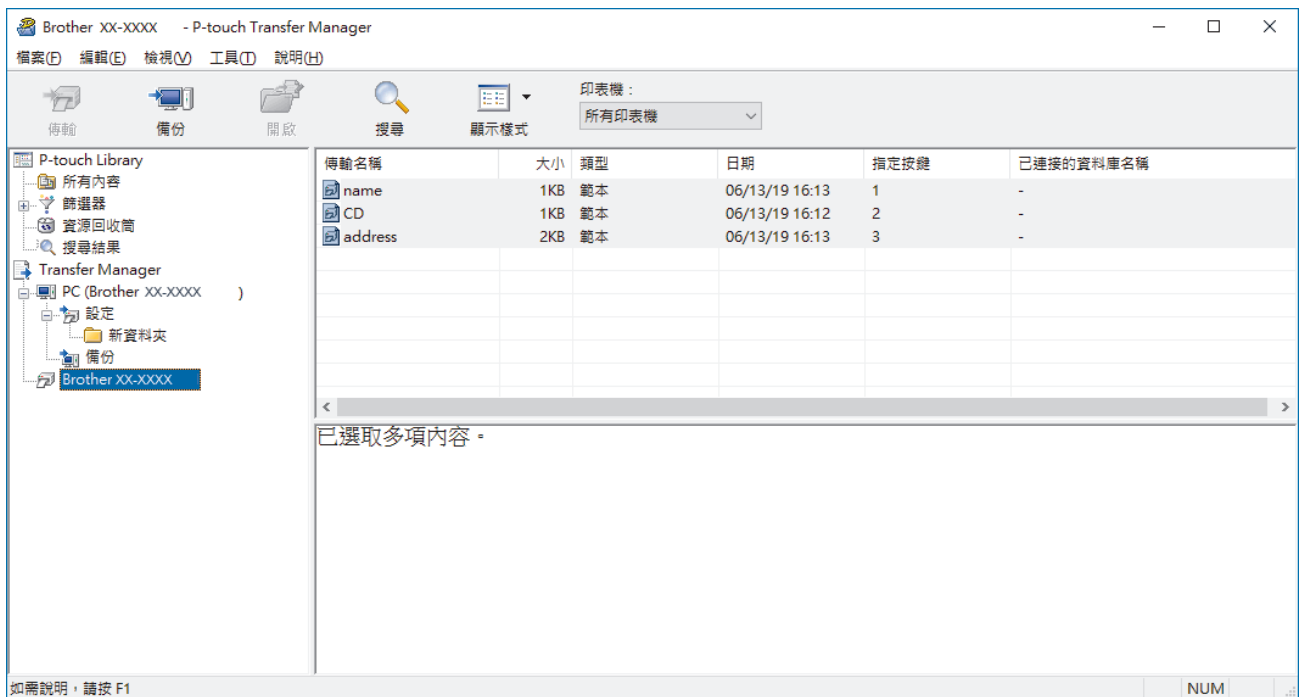 Brother XX-XXXX - P-touch Transfer Manager
檔案(F) 編輯(E) 檢視(V) 工具(T) 說明(H)
傳輸 備份 開啟 搜尋 顯示樣式
印表機：
所有印表機
P-touch Library
所有內容
篩選器
資源回收筒
搜尋結果
Transfer Manager
PC (Brother XX-XXXX )
設定
新資料夾
備份
Brother XX-XXXX
傳輸名稱 大小 類型 日期 指定按鍵 已連接的資料庫名稱
name 1KB 範本 06/13/19 16:13 1 -
CD 1KB 範本 06/13/19 16:12 2 -
address 2KB 範本 06/13/19 16:13 3 -
已選取多項內容。
如需說明，請按 F1
NUM